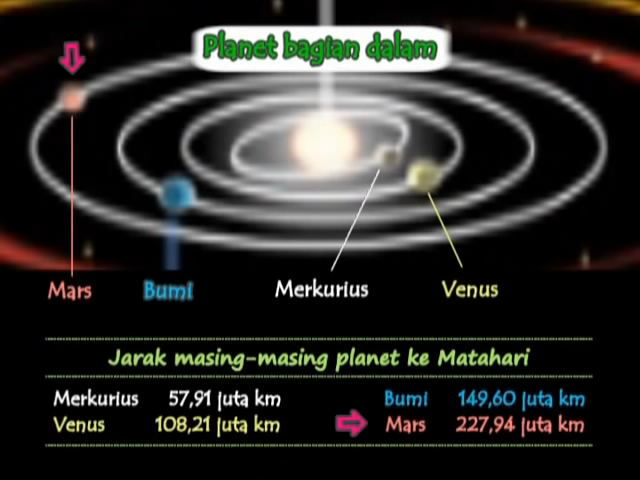 Planet bagian dalam
Mars
Bumi
Merkurius
Venus
Jarak masing-masing planet ke Matahari
Merkurius 57,91 juta km
Bumi 149,60 juta km
Venus 108,21 juta km
Mars 227,94 juta km